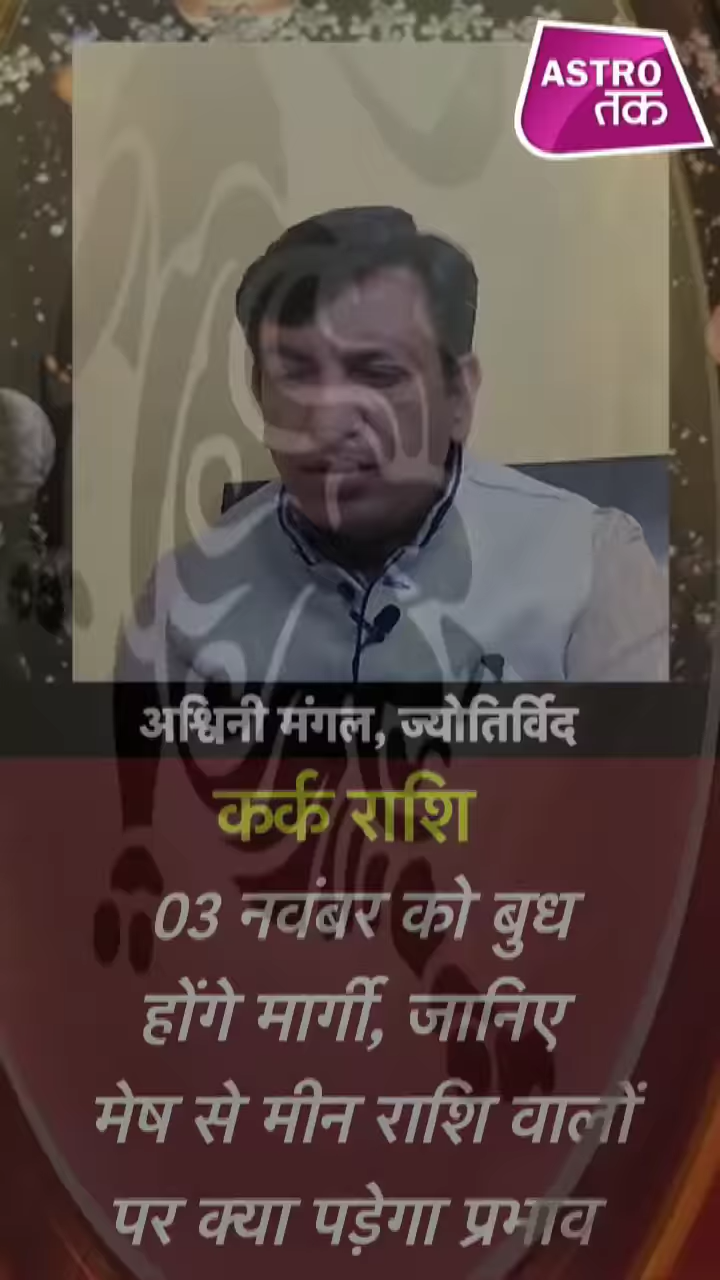 ASTRO
तक
अश्विनी मंगल, ज्योतिर्विद
कर्क राशि
03 नवंबर को बुध
होंगे मार्गी, जानिए
मेष से मीन राशि वालों
पर क्या पड़ेगा प्रभाव